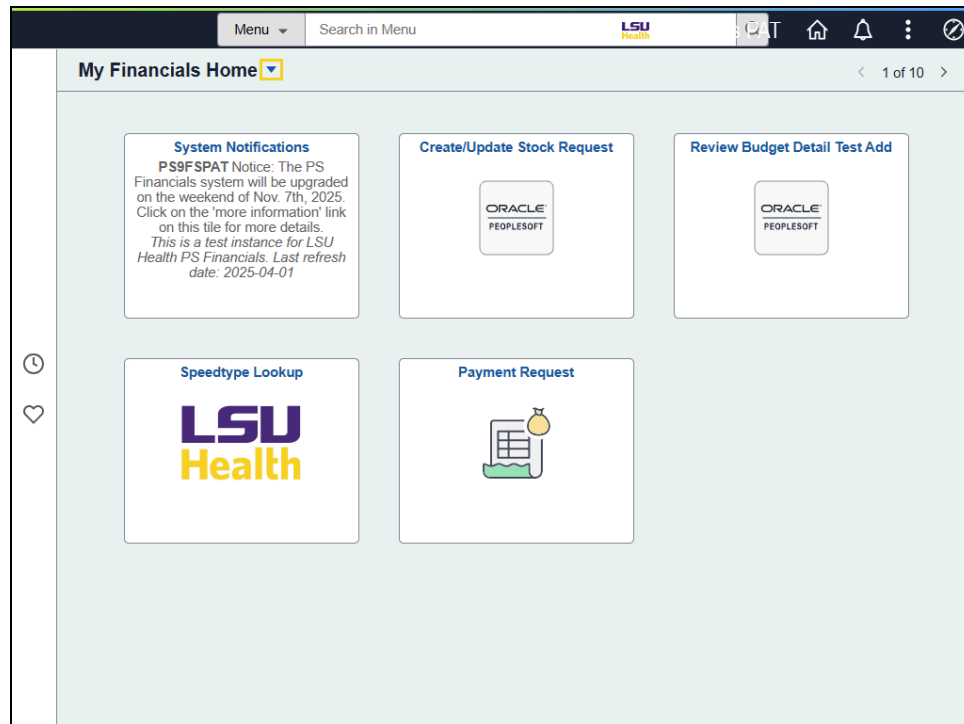 Menu
Search in Menu
LSU
Health
PAT
My Financials Home
1 of 10
System Notifications
PS9FSPAT Notice: The PS
Financials system will be upgraded
on the weekend of Nov. 7th, 2025.
Click on the 'more information' link
on this tile for more details.
This is a test instance for LSU
Health PS Financials. Last refresh
date: 2025-04-01
Create/Update Stock Request
ORACLE
PEOPLESOFT
Review Budget Detail Test Add
ORACLE
PEOPLESOFT
Speedtype Lookup
LSU
Health
Payment Request